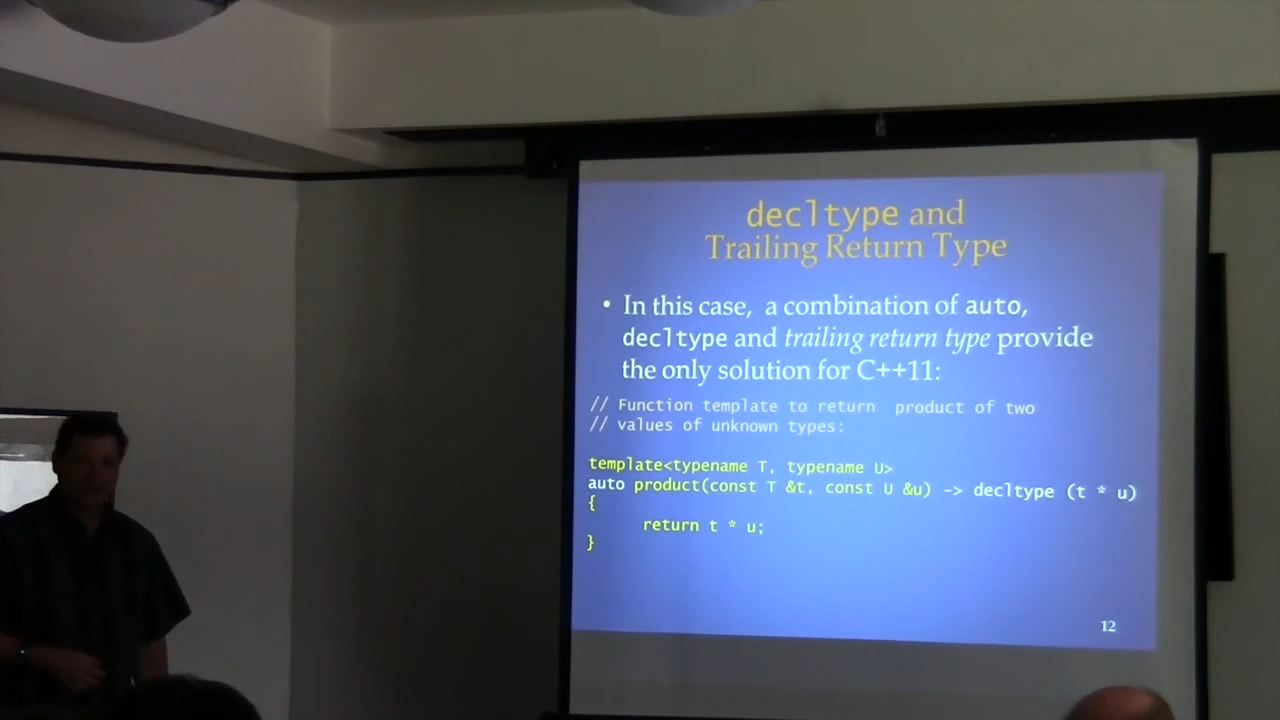 decltype and
Trailing Return Type
• In this case, a combination of auto,
decltype and trailing return type provide
the only solution for C++11:
// Function template to return product of two
// values of unknown types:
template<typename T, typename U>
auto product(const T &t, const U &u) -> decltype (t * u)
{
return t * u;
}
12